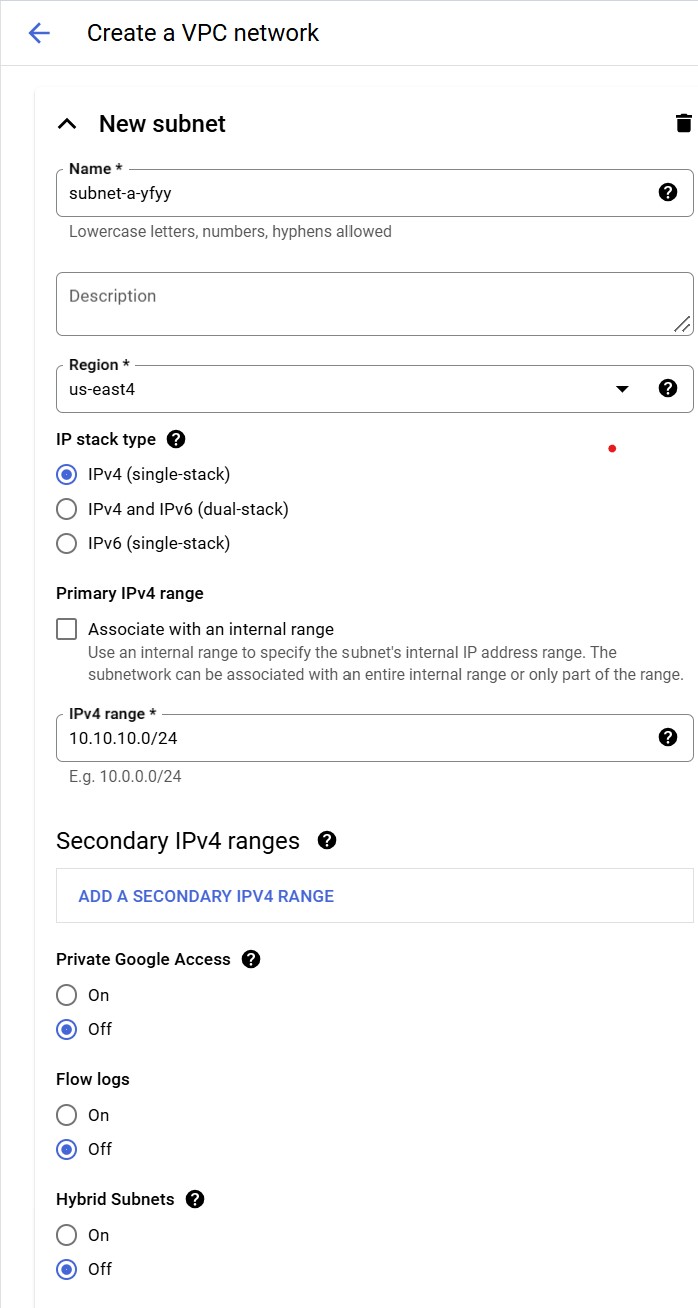 Create a VPC network
New subnet
Name *
subnet-a-yfyy
Lowercase letters, numbers, hyphens allowed
Description
Region *
us-east4
IP stack type
IPv4 (single-stack)
IPv4 and IPv6 (dual-stack)
IPv6 (single-stack)
Primary IPv4 range
Associate with an internal range
Use an internal range to specify the subnet's internal IP address range. The
subnetwork can be associated with an entire internal range or only part of the range.
IPv4 range *
10.10.10.0/24
E.g. 10.0.0.0/24
Secondary IPv4 ranges
ADD A SECONDARY IPV4 RANGE
Private Google Access
On
Off
Flow logs
On
Off
Hybrid Subnets
On
Off